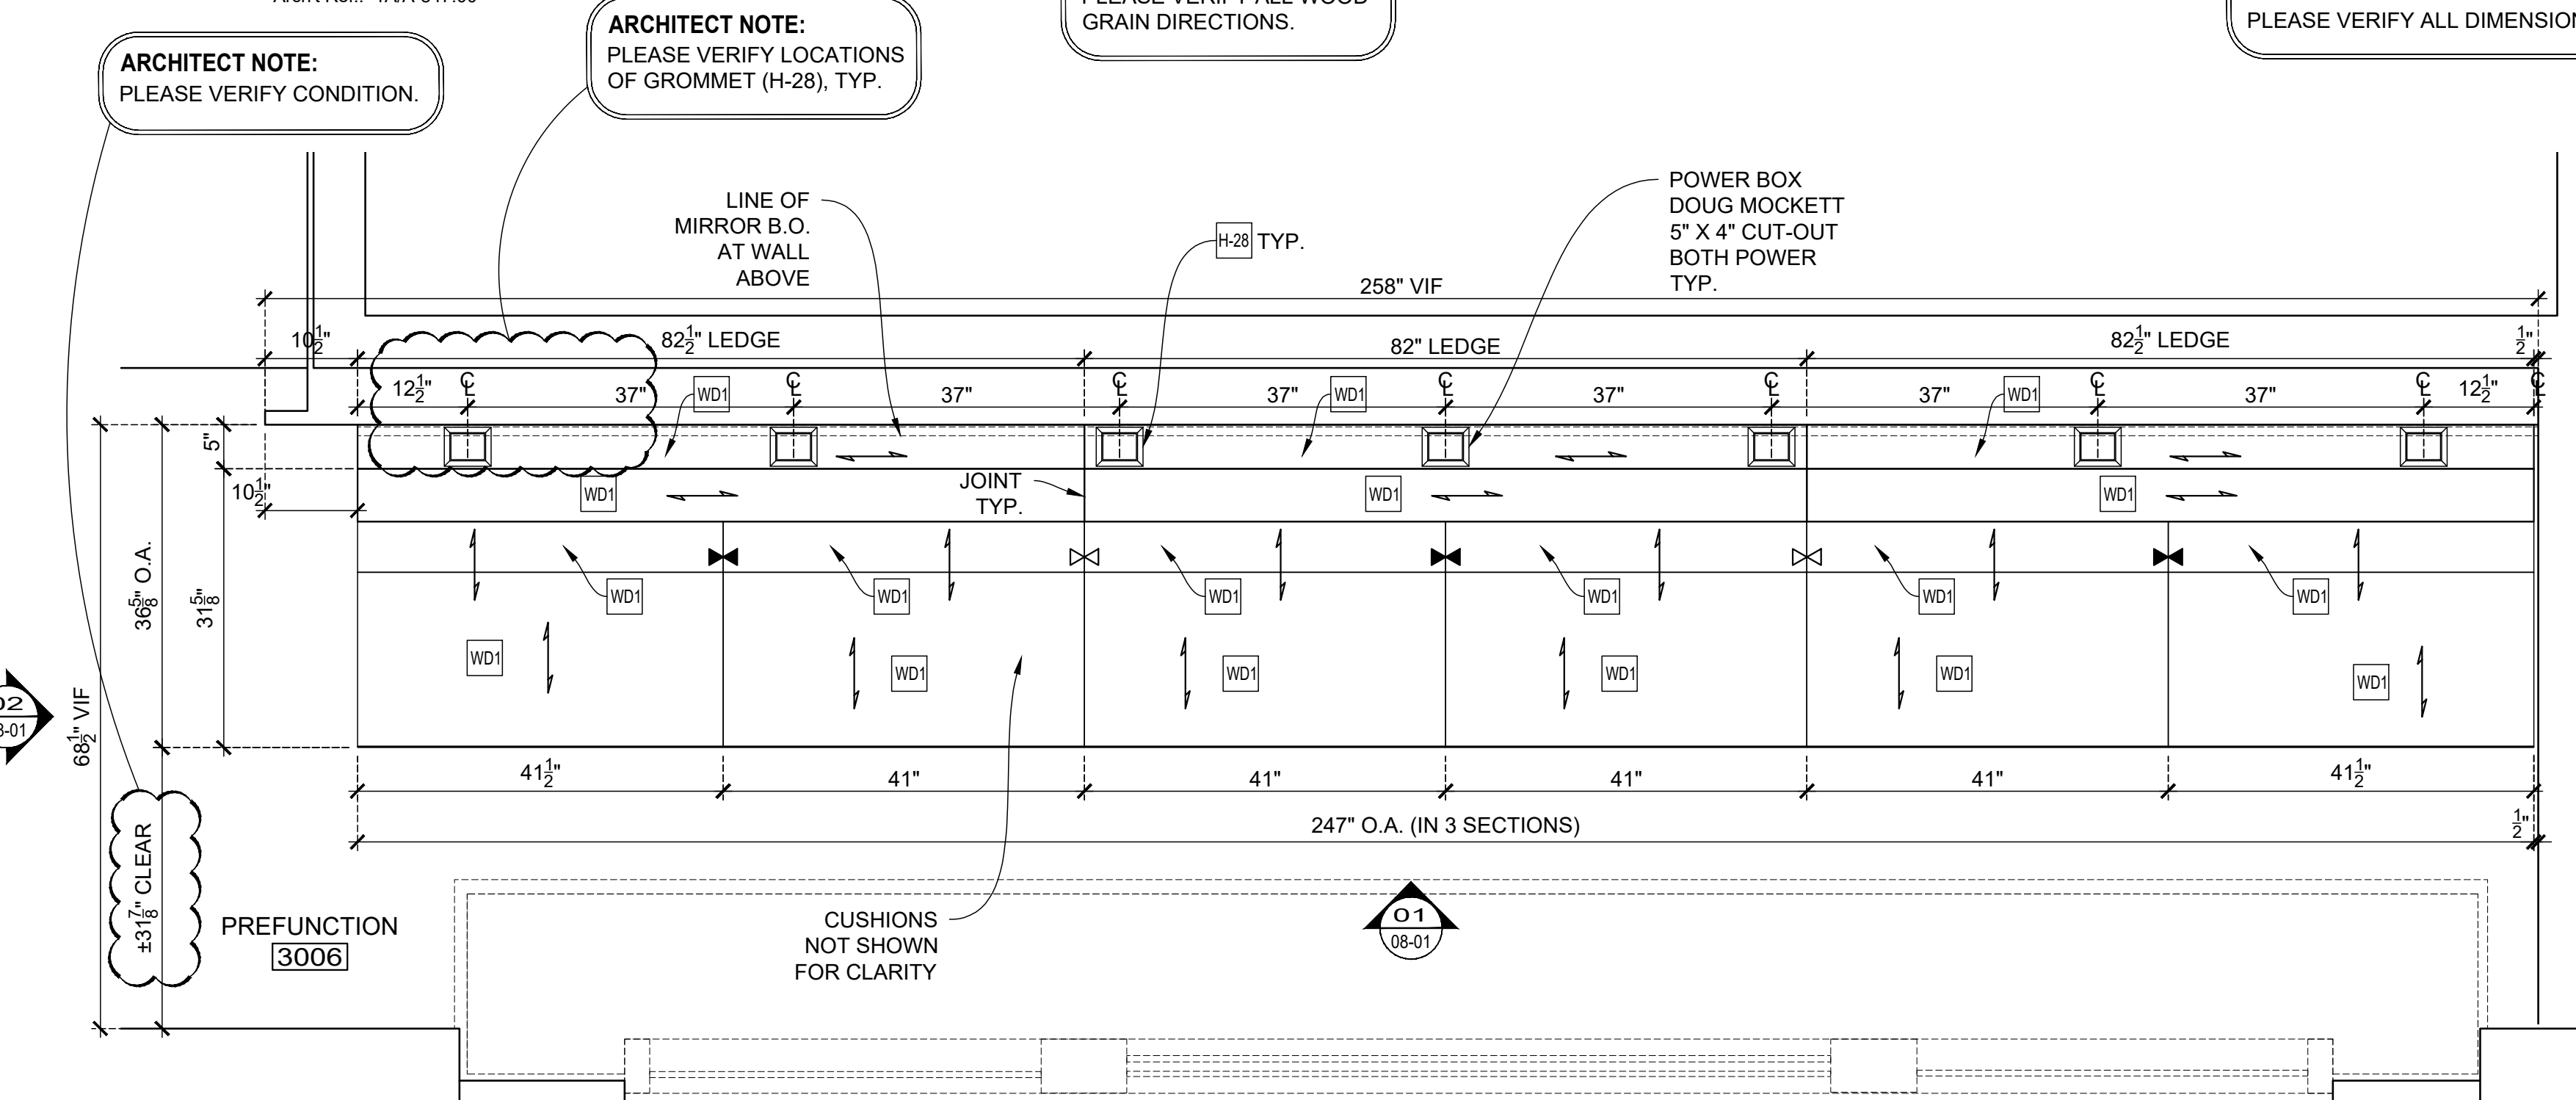 PLEASE VERIFY ALL WOOD
GRAIN DIRECTIONS.
PLEASE VERIFY ALL DIMENSION
ARCHITECT NOTE:
PLEASE VERIFY LOCATIONS
OF GROMMET (H-28), TYP.
ARCHITECT NOTE:
PLEASE VERIFY CONDITION.
LINE OF
MIRROR B.O.
AT WALL
ABOVE
H-28 TYP.
POWER BOX
DOUG MOCKETT
5" X 4" CUT-OUT
BOTH POWER
TYP.
258" VIF
10½"
82½" LEDGE
82" LEDGE
82½" LEDGE
½"
12½"
℄
37"
WD1
℄
37"
℄
37"
WD1
℄
37"
℄
37"
WD1
℄
37"
℄
12½"
℄
5"
10½"
WD1
JOINT
TYP.
WD1
WD1
36⅝" O.A.
31⅝"
WD1
WD1
WD1
WD1
WD1
WD1
WD1
WD1
WD1
WD1
WD1
WD1
02
68½" VIF
41½"
41"
41"
41"
41"
41½"
247" O.A. (IN 3 SECTIONS)
½"
±31⅞" CLEAR
PREFUNCTION
3006
CUSHIONS
NOT SHOWN
FOR CLARITY
01
08-01